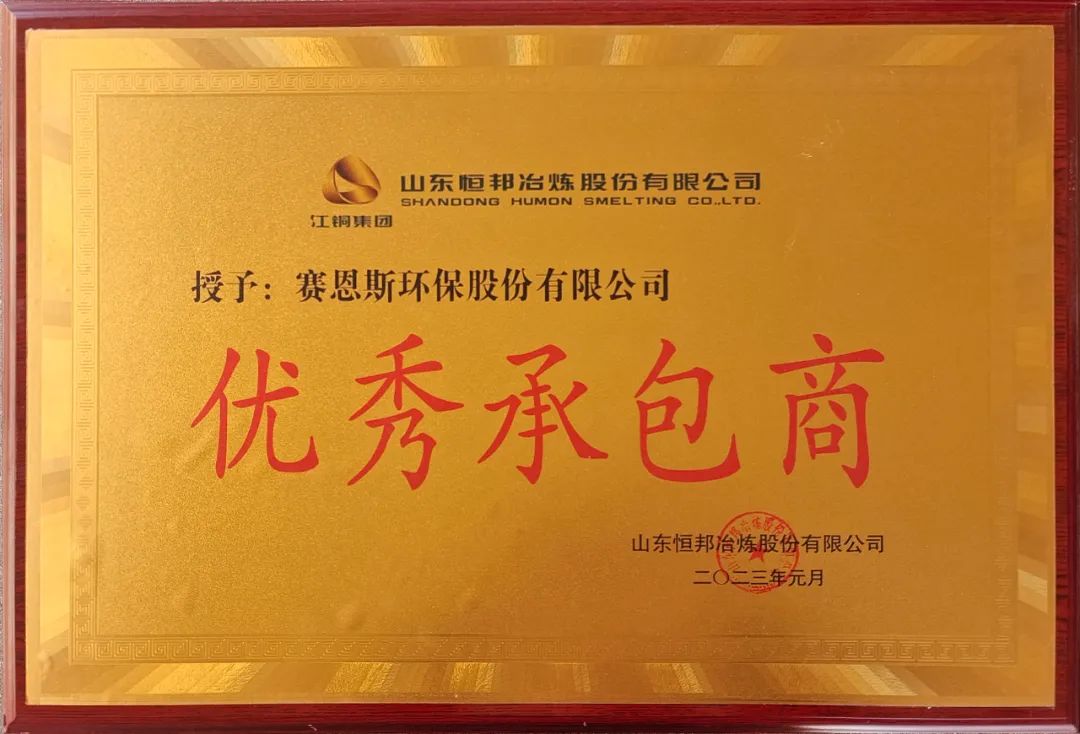 山东恒邦冶炼股份有限公司
SHANDONG HUMON SMELTING CO.,LTD.
江铜集团
授予：赛恩斯环保股份有限公司
优秀承包商
山东恒邦冶炼股份有限公司
二〇二三年元月